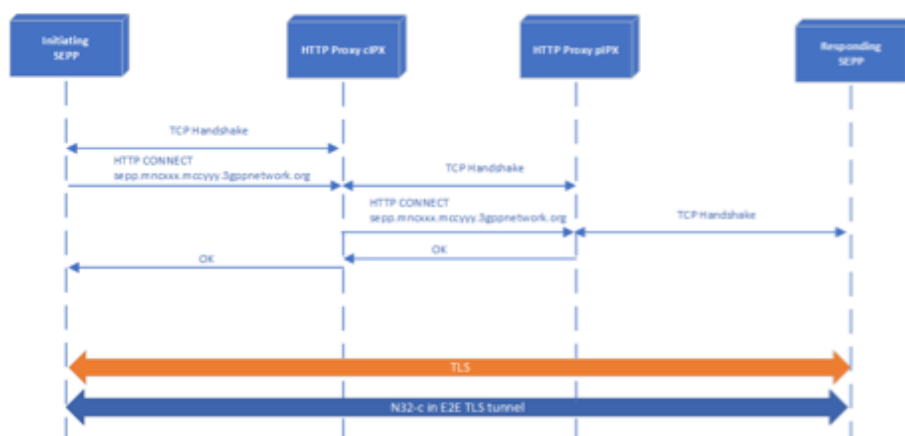 Initiating
SEPP
HTTP Proxy cIPX
HTTP Proxy pIPX
Responding
SEPP
TCP Handshake
HTTP CONNECT
sepp.mncxxx.mccyyy.3gppnetwork.org
TCP Handshake
HTTP CONNECT
sepp.mncxxx.mccyyy.3gppnetwork.org
TCP Handshake
OK
OK
TLS
N32-c in E2E TLS tunnel